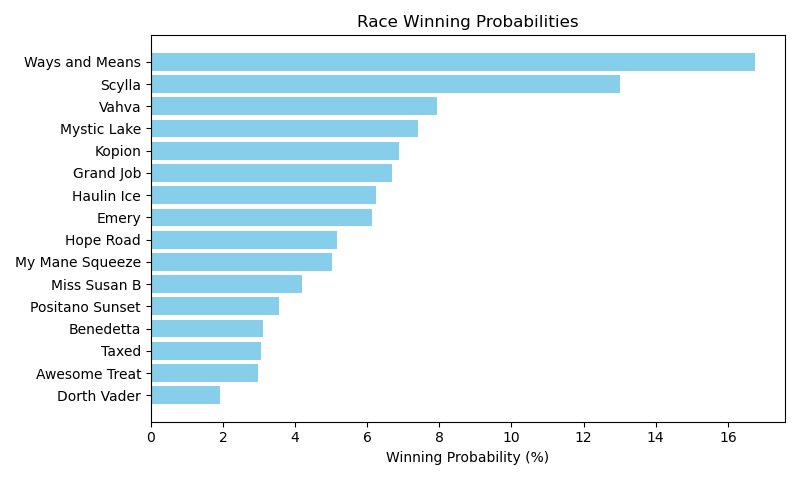 Race Winning Probabilities
Ways and Means
Scylla
Vahva
Mystic Lake
Kopion
Grand Job
Haulin Ice
Emery
Hope Road
My Mane Squeeze
Miss Susan B
Positano Sunset
Benedetta
Taxed
Awesome Treat
Dorth Vader
0 2 4 6 8 10 12 14 16
Winning Probability (%)